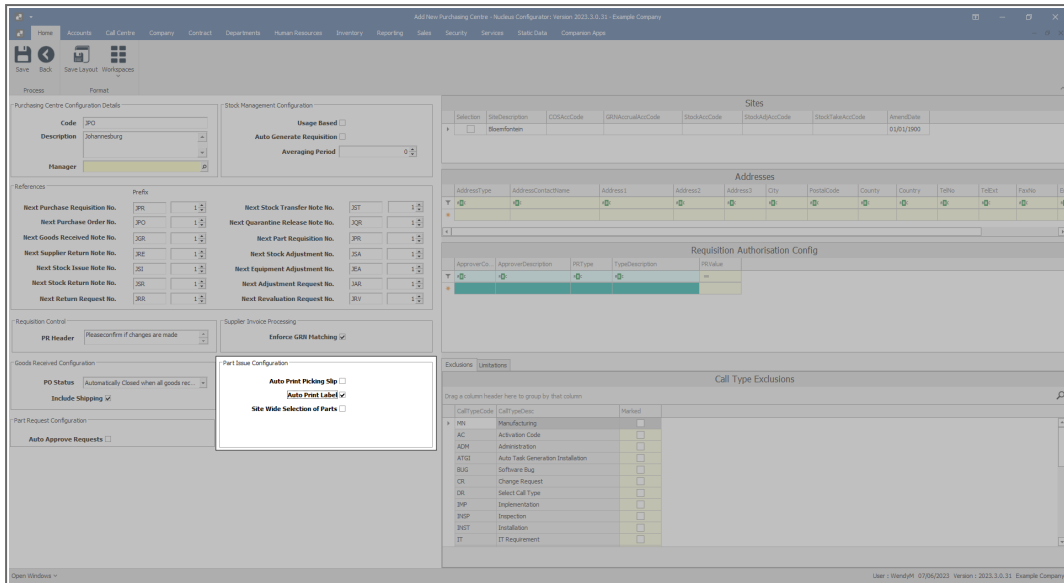 Add New Purchasing Centre - Nucleus Configurator: Version 2023.3.0.31 - Example Company
Home Accounts Call Centre Company Contract Departments Human Resources Inventory Reporting Sales Security Services Static Data Companion Apps
Save Back Save Layout Workspaces
Process Format
Purchasing Centre Configuration Details
Code JPO
Description Johannesburg
Manager
Stock Management Configuration
Usage Based
Auto Generate Requisition
Averaging Period 0
References
Prefix
Next Purchase Requisition No. JPR 1 Next Stock Transfer Note No. JST 1
Next Purchase Order No. JPO 1 Next Quarantine Release Note No. JQR 1
Next Goods Received Note No. JGR 1 Next Part Requisition No. JPR 1
Next Supplier Return Note No. JRE 1 Next Stock Adjustment No. JSA 1
Next Stock Issue Note No. JSI 1 Next Equipment Adjustment No. JEA 1
Next Stock Return Note No. JSR 1 Next Adjustment Request No. JAR 1
Next Return Request No. JRR 1 Next Revaluation Request No. JRV 1
Requisition Control
PR Header Pleaseconfirm if changes are made
Supplier Invoice Processing
Enforce GRN Matching
Goods Received Configuration
PO Status Automatically Closed when all goods rec...
Include Shipping
Part Issue Configuration
Auto Print Picking Slip
Auto Print Label
Site Wide Selection of Parts
Part Request Configuration
Auto Approve Requests
Sites
Selection SiteDescription COSAccCode GRNAccrualAccCode StockAccCode StockAdjAccCode StockTakeAccCode AmendDate
Bloemfontein 01/01/1900
Addresses
AddressType AddressContactName Address1 Address2 Address3 City PostalCode County Country TelNo TelExt FaxNo
Requisition Authorisation Config
ApproverCo... ApproverDescription PRType TypeDescription PRValue
=
Exclusions Limitations
Call Type Exclusions
Drag a column header here to group by that column
CallTypeCode CallTypeDesc Marked
MN Manufacturing
AC Activation Code
ADM Administration
ATGI Auto Task Generation Installation
BUG Software Bug
CR Change Request
DR Select Call Type
IMP Implementation
INSP Inspection
INST Installation
IT IT Requirement
Open Windows
User : WendyM 07/06/2023 Version : 2023.3.0.31 Example Company